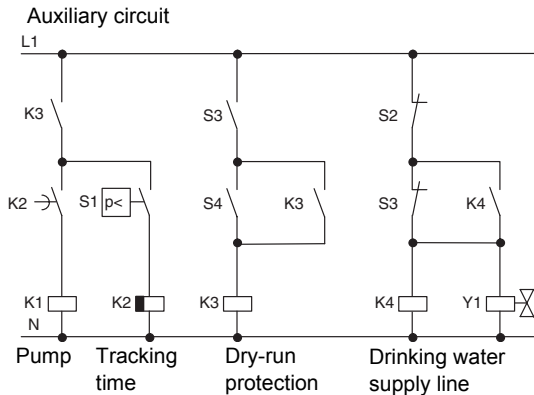 Auxiliary circuit
L1
K3
S3
S2
K2
S1
p<
S4
K3
S3
K4
K1
K2
K3
K4
Y1
N
Pump
Tracking
time
Dry-run
protection
Drinking water
supply line